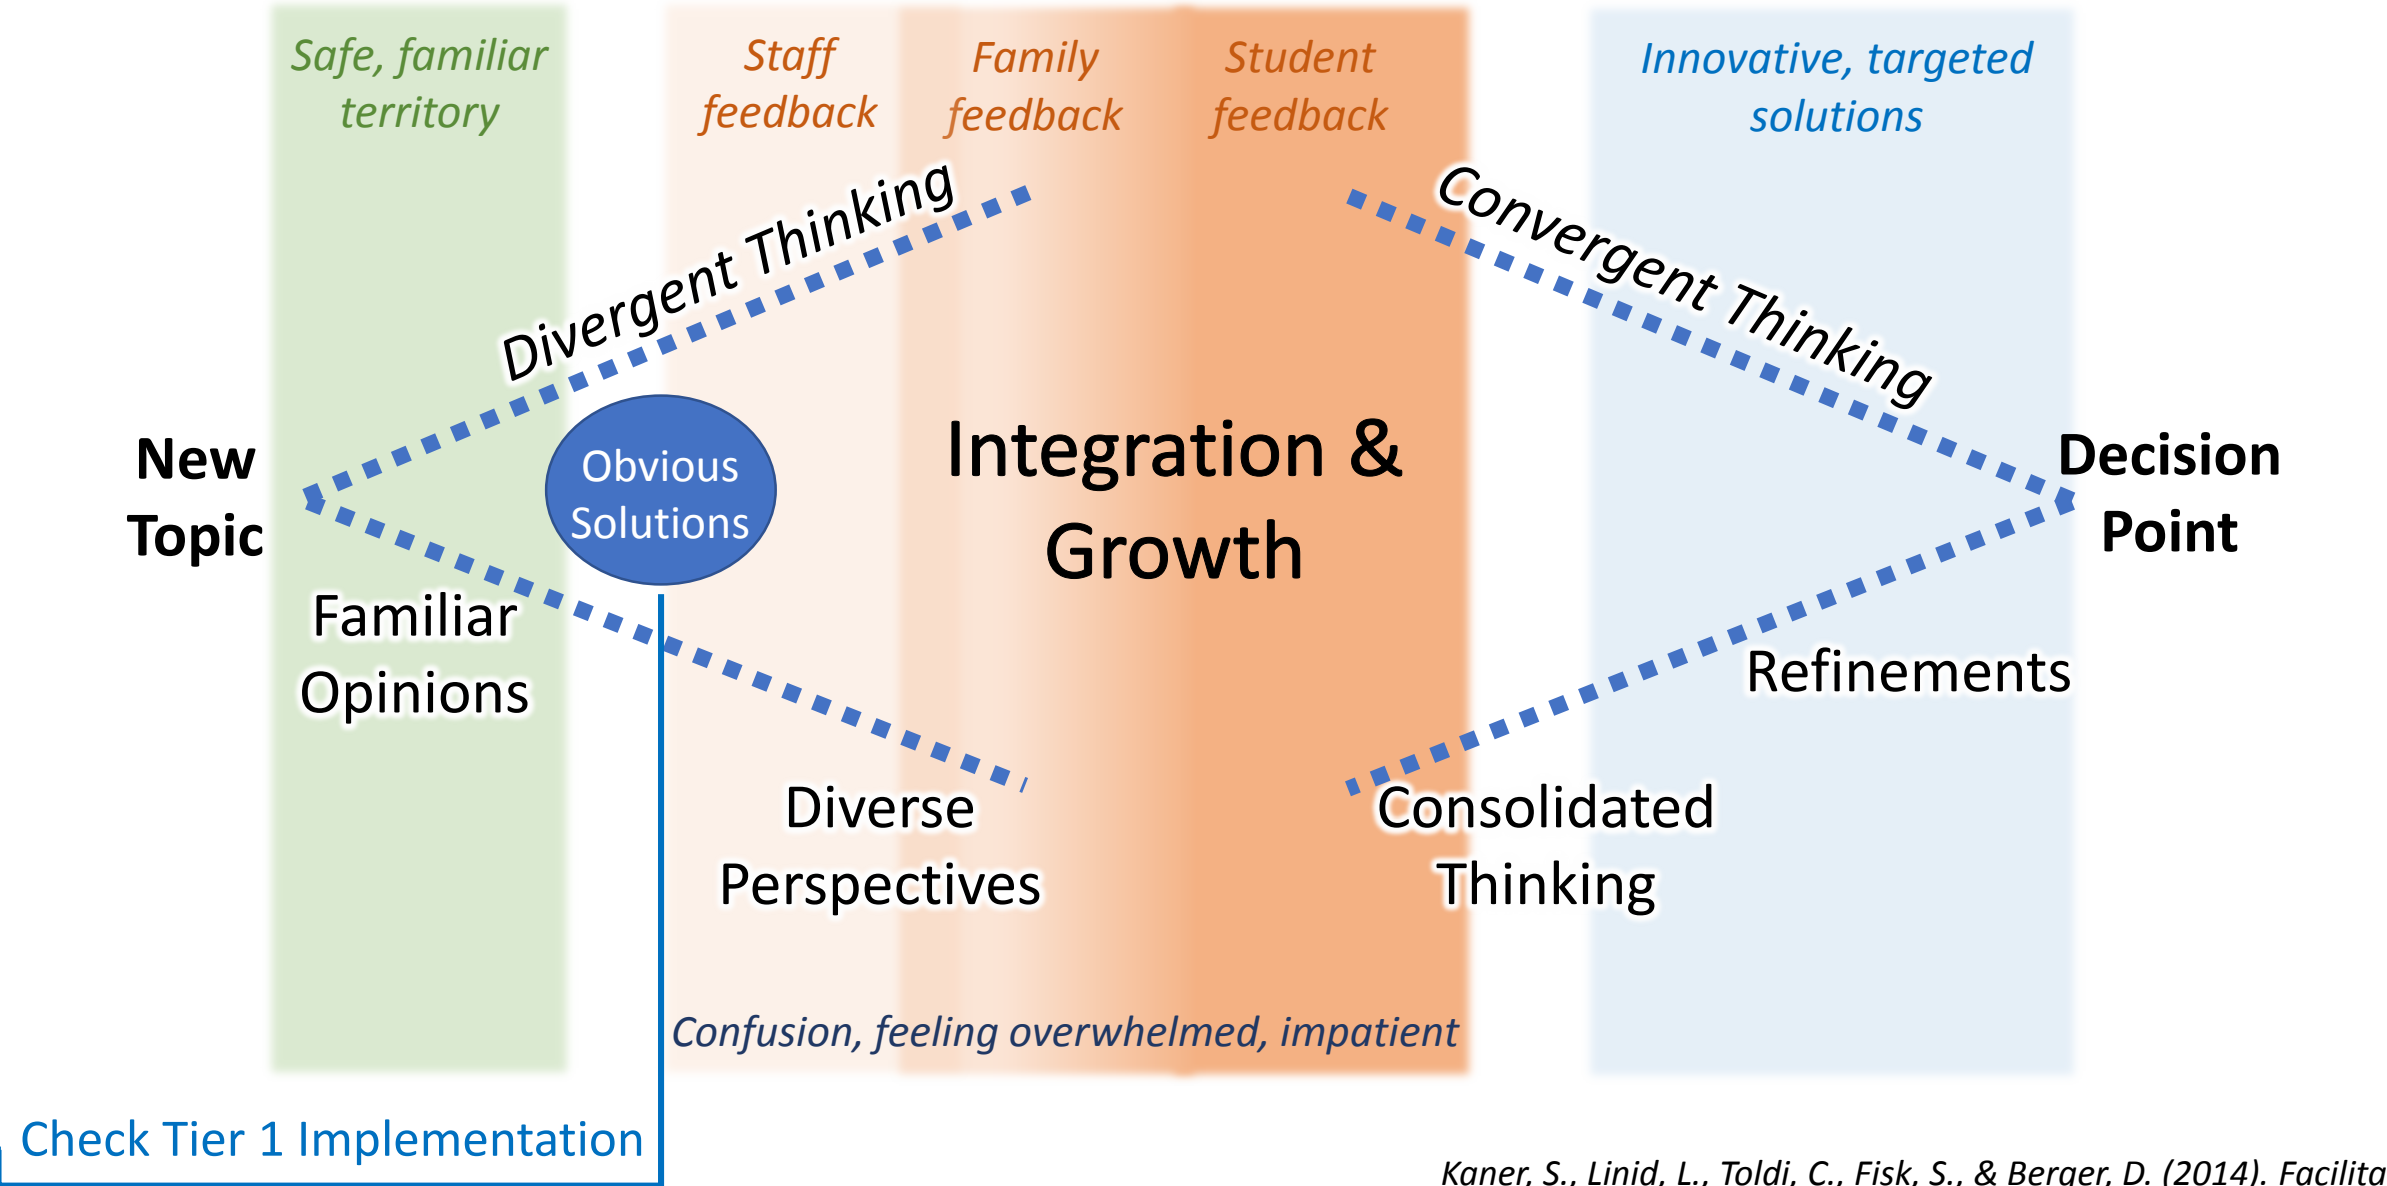 Safe, familiar
territory
Staff
feedback
Family
feedback
Student
feedback
Innovative, targeted
solutions
Divergent Thinking
Convergent Thinking
New
Topic
Obvious
Solutions
Integration &
Growth
Decision
Point
Familiar
Opinions
Refinements
Diverse
Perspectives
Consolidated
Thinking
Confusion, feeling overwhelmed, impatient
Check Tier 1 Implementation
Kaner, S., Linid, L., Toldi, C., Fisk, S., & Berger, D. (2014). Facilita